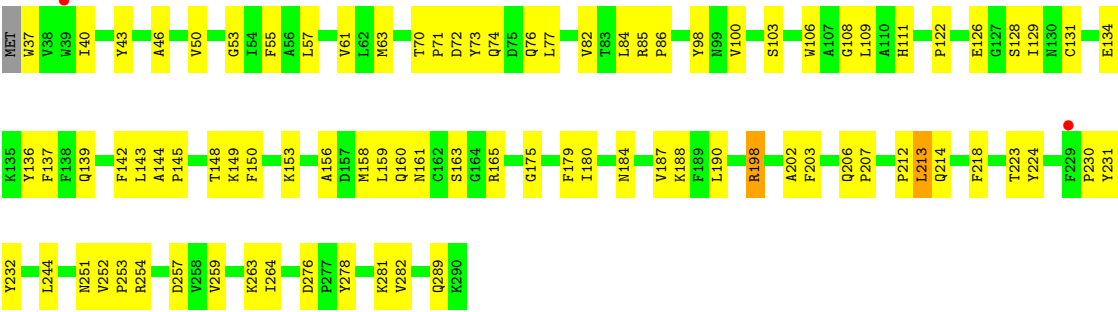 MET W37 V38 W39 I40 Y43 A46 V50 G53 I54 F55 A56 L57 V61 L62 M63 T70 P71 D72 Y73 Q74 D75 Q76 L77 V82 T83 L84 R85 P86 Y98 N99 V100 S103 W106 A107 G108 L109 A110 H111 P122 E126 G127 S128 I129 N130 C131 E134
K135 Y136 F137 F138 Q139 F142 L143 A144 P145 T148 K149 F150 K153 A156 D157 M158 L159 Q160 N161 C162 S163 G164 R165 G175 F179 I180 N184 V187 K188 F189 L190 R198 A202 F203 Q206 P207 P212 L213 Q214 F218 T223 Y224 F229 P230 Y231
Y232 L244 N251 V252 P253 R254 D257 V258 V259 K263 I264 D276 P277 Y278 K281 V282 Q289 K290